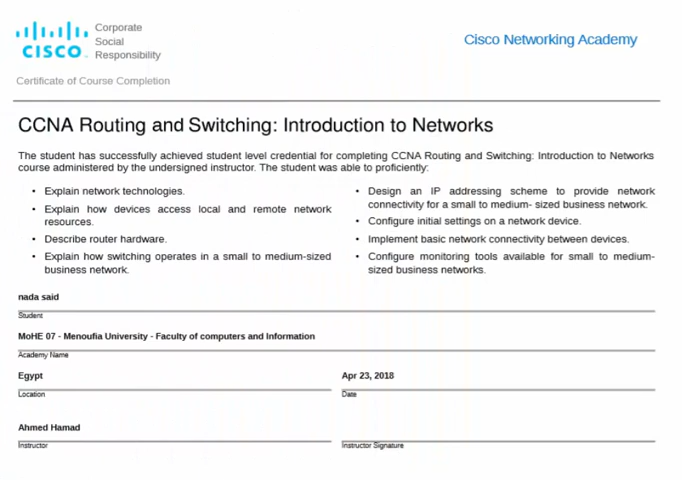 Corporate
Social
Responsibility
CISCO
Cisco Networking Academy
Certificate of Course Completion
CCNA Routing and Switching: Introduction to Networks
The student has successfully achieved student level credential for completing CCNA Routing and Switching: Introduction to Networks
course administered by the undersigned instructor. The student was able to proficiently:
• Explain network technologies.
• Explain how devices access local and remote network
resources.
• Describe router hardware.
• Explain how switching operates in a small to medium-sized
business network.
• Design an IP addressing scheme to provide network
connectivity for a small to medium- sized business network.
• Configure initial settings on a network device.
• Implement basic network connectivity between devices.
• Configure monitoring tools available for small to medium-
sized business networks.
nada said
Student
MoHE 07 - Menoufia University - Faculty of computers and Information
Academy Name
Egypt
Location
Apr 23, 2018
Date
Ahmed Hamad
Instructor
Instructor Signature